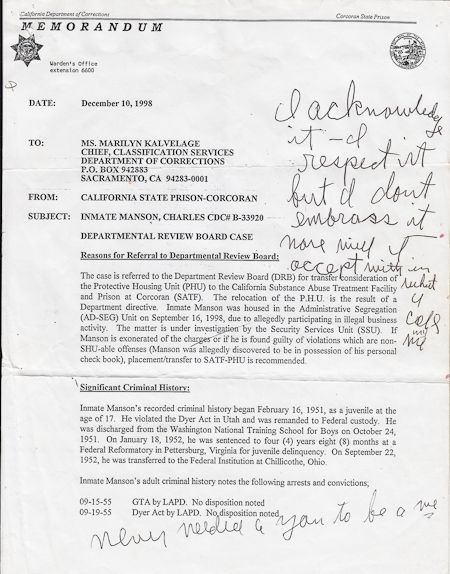 California Department of Corrections
Corcoran State Prison
MEMORANDUM
Warden's Office
extension 6600
DATE: December 10, 1998
TO: MS. MARILYN KALVELAGE
CHIEF, CLASSIFICATION SERVICES
DEPARTMENT OF CORRECTIONS
P.O. BOX 942883
SACRAMENTO, CA 94283-0001
FROM: CALIFORNIA STATE PRISON-CORCORAN
SUBJECT: INMATE MANSON, CHARLES CDC# B-33920
DEPARTMENTAL REVIEW BOARD CASE
I acknowledge
it - I
respect it
but I don't
embrass it
nore will I
accept
Reasons for Referral to Departmental Review Board:
The case is referred to the Department Review Board (DRB) for transfer consideration of
the Protective Housing Unit (PHU) to the California Substance Abuse Treatment Facility
and Prison at Corcoran (SATF). The relocation of the P.H.U. is the result of a
Department directive. Inmate Manson was housed in the Administrative Segregation
(AD-SEG) Unit on September 16, 1998, due to allegedly participating in illegal business
activity. The matter is under investigation by the Security Services Unit (SSU). If
Manson is exonerated of the charges or if he is found guilty of violations which are non-
SHU-able offenses (Manson was allegedly discovered to be in possession of his personal
check book), placement/transfer to SATF-PHU is recommended.
Significant Criminal History:
Inmate Manson's recorded criminal history began February 16, 1951, as a juvenile at the
age of 17. He violated the Dyer Act in Utah and was remanded to Federal custody. He
was discharged from the Washington National Training School for Boys on October 24,
1951. On January 18, 1952, he was sentenced to four (4) years eight (8) months at a
Federal Reformatory in Pettersburg, Virginia for juvenile delinquency. On September 22,
1952, he was transferred to the Federal Institution at Chillicothe, Ohio.
Inmate Manson's adult criminal history notes the following arrests and convictions;
09-15-55 GTA by LAPD. No disposition noted
09-19-55 Dyer Act by LAPD. No disposition noted
never needed a you to be a me